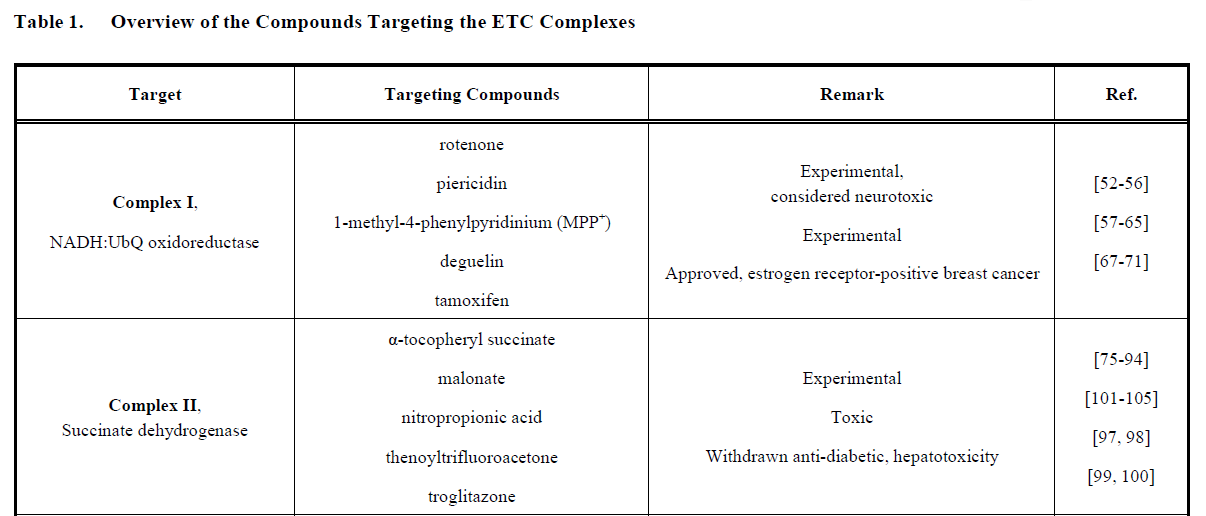 Table 1. Overview of the Compounds Targeting the ETC Complexes
Target
Targeting Compounds
Remark
Ref.
Complex I,
NADH:UbQ oxidoreductase
rotenone
piericidin
1-methyl-4-phenylpyridinium (MPP⁺)
deguelin
tamoxifen
Experimental,
considered neurotoxic
Experimental
Approved, estrogen receptor-positive breast cancer
[52-56]
[57-65]
[67-71]
Complex II,
Succinate dehydrogenase
α-tocopheryl succinate
malonate
nitropropionic acid
thenoyltrifluoroacetone
troglitazone
Experimental
Toxic
Withdrawn anti-diabetic, hepatotoxicity
[75-94]
[101-105]
[97, 98]
[99, 100]